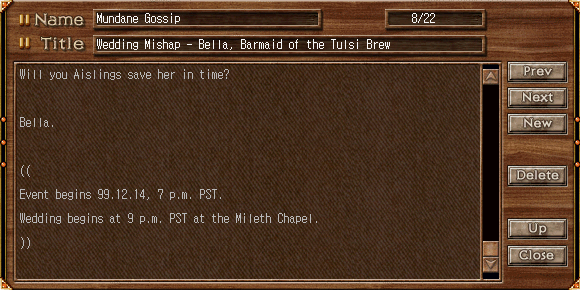 Name Mundane Gossip 8/22
Title Wedding Mishap - Bella, Barmaid of the Tulsi Brew
Will you Aislings save her in time?
Bella.
((
Event begins 99.12.14, 7 p.m. PST.
Wedding begins at 9 p.m. PST at the Mileth Chapel.
))
Prev
Next
New
Delete
Up
Close